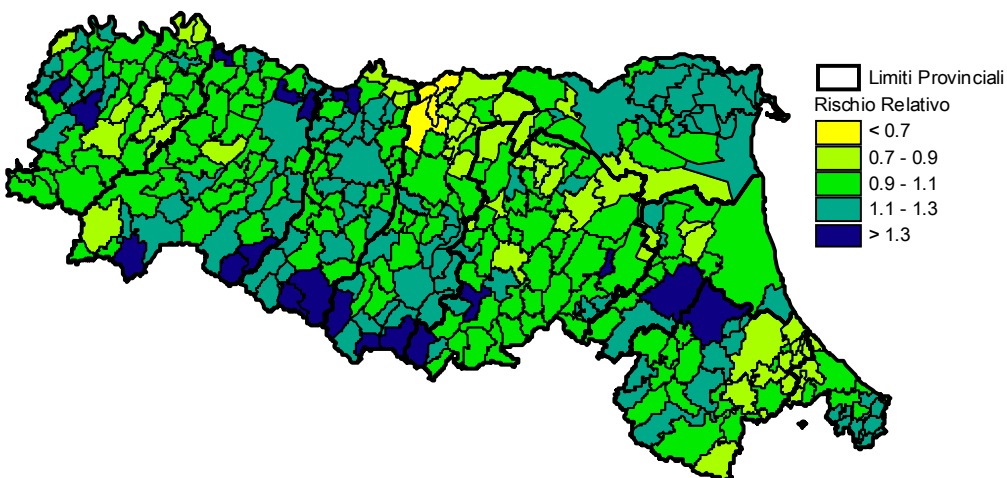 Limiti Provinciali
Rischio Relativo
< 0.7
0.7 - 0.9
0.9 - 1.1
1.1 - 1.3
> 1.3